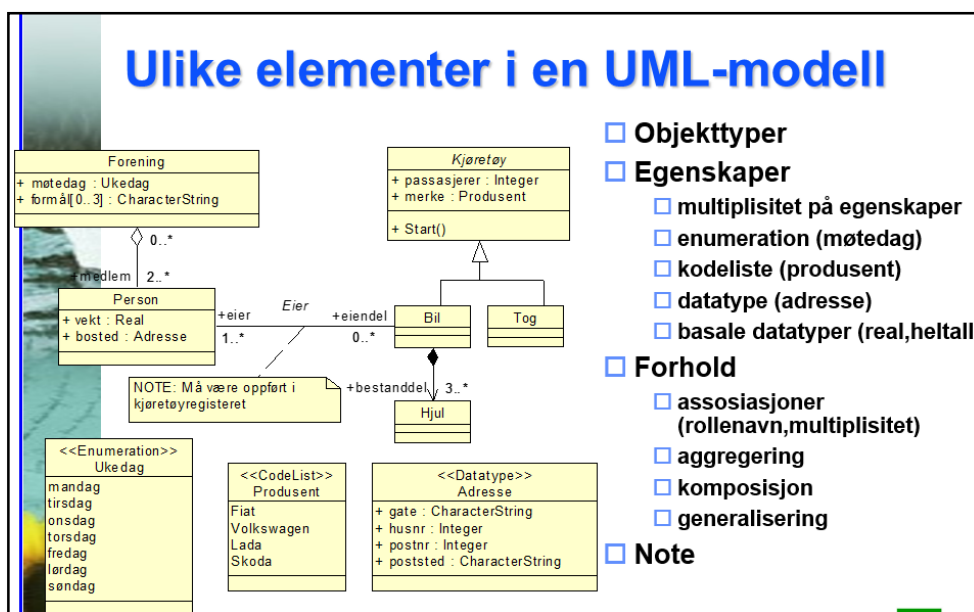 Ulike elementer i en UML-modell
Forening
+ møtedag : Ukedag
+ formål[0..3] : CharacterString
0..*
+medlem 2..*
Person
+ vekt : Real
+ bosted : Adresse
+eier
1..*
Eier
+eiendel
0..*
NOTE: Må være oppført i
kjøretøyregisteret
Kjøretøy
+ passasjerer : Integer
+ merke : Produsent
+ Start()
Bil
Tog
+bestanddel 3..*
Hjul
<<Enumeration>>
Ukedag
mandag
tirsdag
onsdag
torsdag
fredag
lørdag
søndag
<<CodeList>>
Produsent
Fiat
Volkswagen
Lada
Skoda
<<Datatype>>
Adresse
+ gate : CharacterString
+ husnr : Integer
+ postnr : Integer
+ poststed : CharacterString
Objekttyper
Egenskaper
multiplisitet på egenskaper
enumeration (møtedag)
kodeliste (produsent)
datatype (adresse)
basale datatyper (real,heltall
Forhold
assosiasjoner
(rollenavn,multiplisitet)
aggregering
komposisjon
generalisering
Note